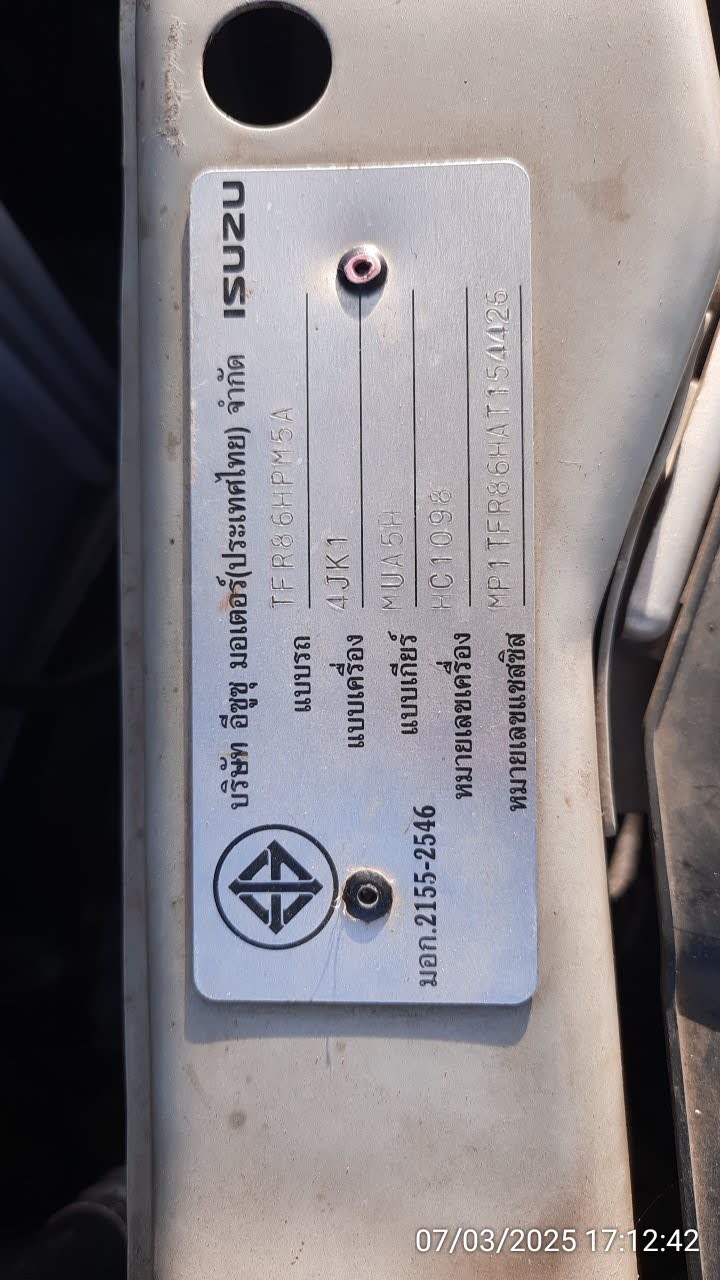 บริษัท อีซูซุ มอเตอร์(ประเทศไทย) จำกัด ISUZU
แบบรถ TFR86HPM5A
แบบเครื่อง 4JK1
แบบเกียร์ MUA5H
หมายเลขเครื่อง HC1098
หมายเลขแชสซิส MP1TFR86HAT154426
มอก.2155-2546
07/03/2025 17:12:42